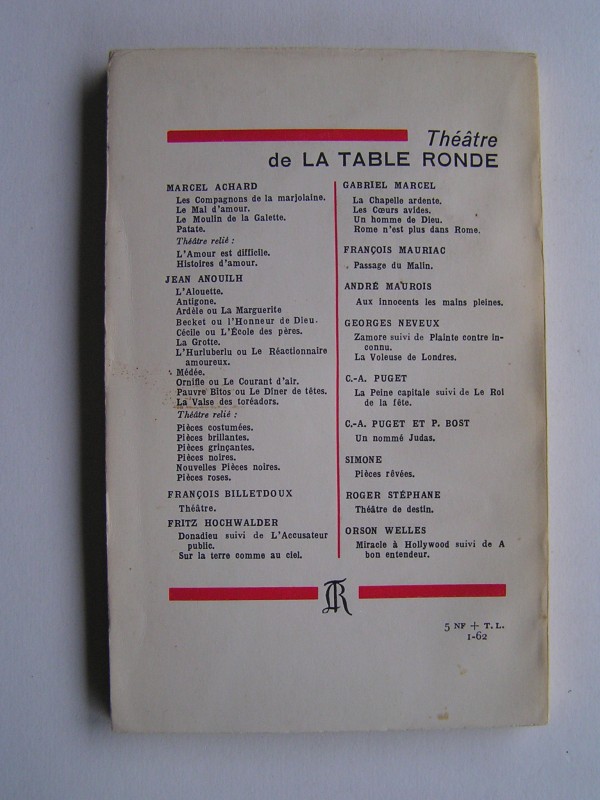 Théâtre
de LA TABLE RONDE
MARCEL ACHARD
Les Compagnons de la marjolaine.
Le Mal d'amour.
Le Moulin de la Galette.
Patate.
Théâtre relié :
L'Amour est difficile.
Histoires d'amour.
JEAN ANOUILH
L'Alouette.
Antigone.
Ardèle ou La Marguerite
Becket ou l'Honneur de Dieu.
Cécile ou L'École des pères.
La Grotte.
L'Hurluberlu ou Le Réactionnaire
amoureux.
Médée.
Ornifle ou Le Courant d'air.
Pauvre Bitos ou Le Dîner de têtes.
La Valse des toréadors.
Théâtre relié :
Pièces costumées.
Pièces brillantes.
Pièces grinçantes.
Pièces noires.
Nouvelles Pièces noires.
Pièces roses.
FRANÇOIS BILLETDOUX
Théâtre.
FRITZ HOCHWALDER
Donadieu suivi de L'Accusateur
public.
Sur la terre comme au ciel.
GABRIEL MARCEL
La Chapelle ardente.
Les Cœurs avides.
Un homme de Dieu.
Rome n'est plus dans Rome.
FRANÇOIS MAURIAC
Passage du Malin.
ANDRÉ MAUROIS
Aux innocents les mains pleines.
GEORGES NEVEUX
Zamore suivi de Plainte contre in-
connu.
La Voleuse de Londres.
C.-A. PUGET
La Peine capitale suivi de Le Roi
de la fête.
C.-A. PUGET ET P. BOST
Un nommé Judas.
SIMONE
Pièces rêvées.
ROGER STÉPHANE
Théâtre de destin.
ORSON WELLES
Miracle à Hollywood suivi de A
bon entendeur.
TR
5 NF + T. L.
1-62